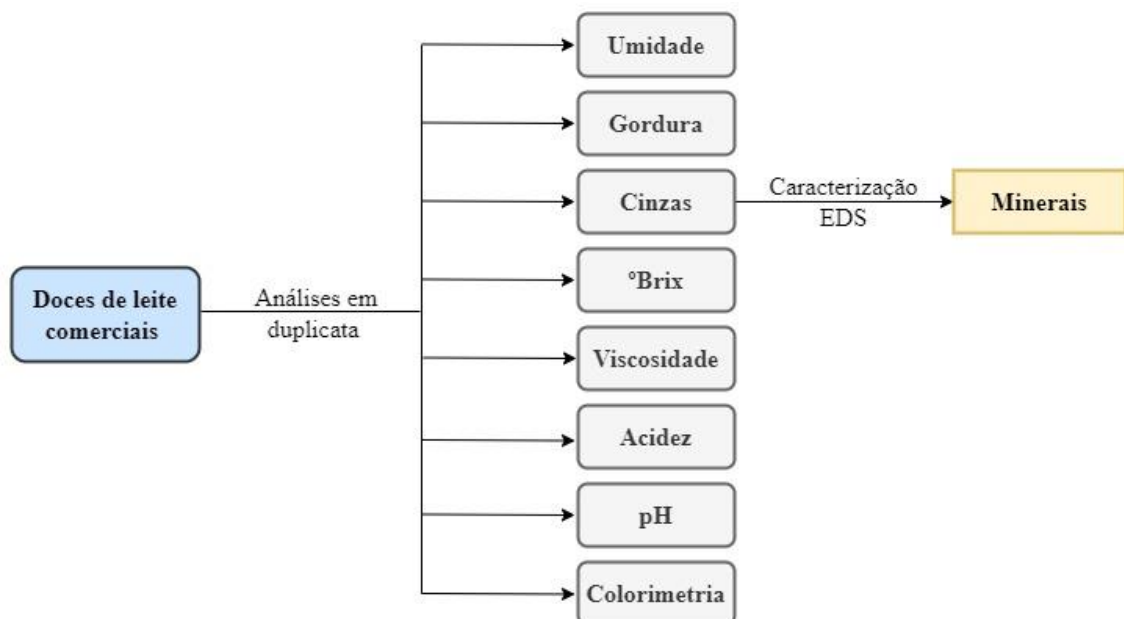 Doces de leite
comerciais
Análises em
duplicata
Umidade
Gordura
Cinzas
Caracterização
EDS
Minerais
°Brix
Viscosidade
Acidez
pH
Colorimetria